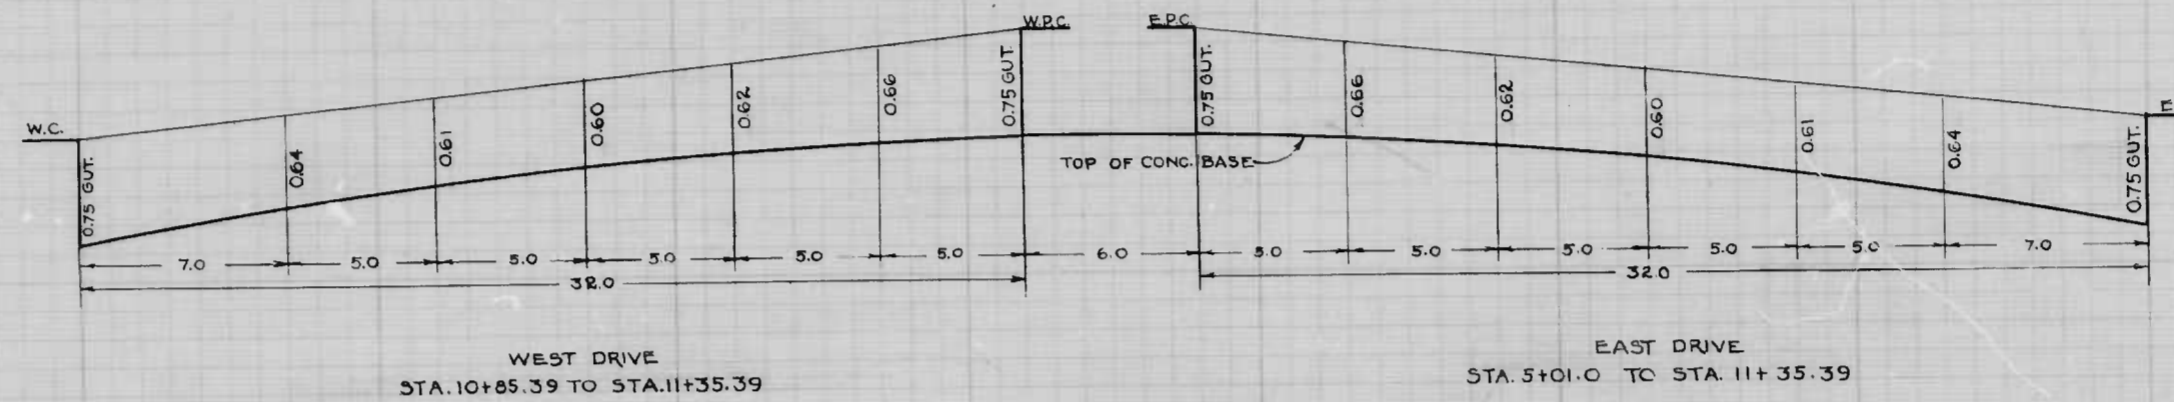 W.P.C.
E.P.C.
W.C.
E
0.75 GUT.
0.64
0.61
0.60
0.62
0.66
0.75 GUT.
0.75 GUT.
0.66
0.62
0.60
0.61
0.64
0.75 GUT.
TOP OF CONC. BASE
7.0 5.0 5.0 5.0 5.0 5.0 6.0 5.0 5.0 5.0 5.0 5.0 7.0
32.0 32.0
WEST DRIVE
STA. 10+85.39 TO STA. 11+35.39
EAST DRIVE
STA. 5+01.0 TO STA. 11+35.39